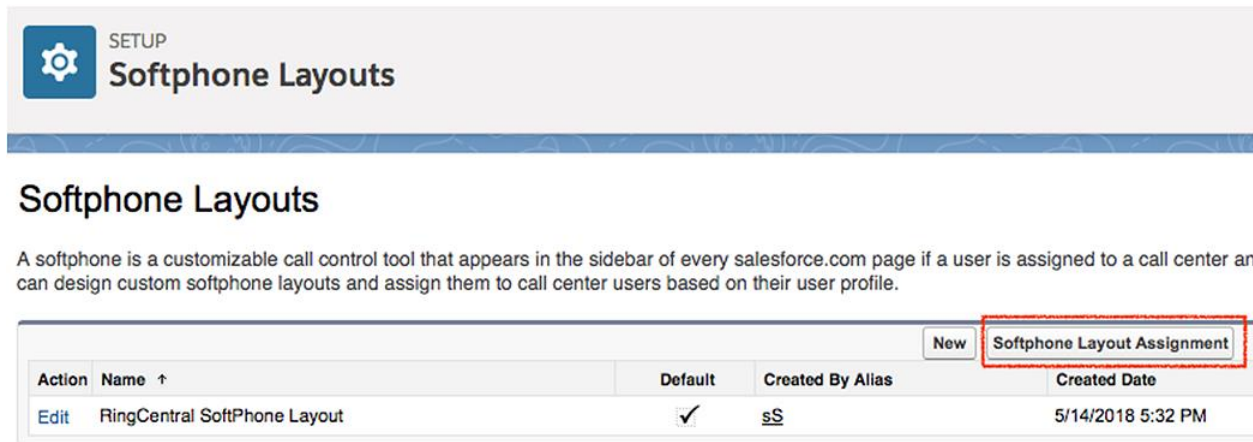 SETUP
Softphone Layouts
Softphone Layouts
A softphone is a customizable call control tool that appears in the sidebar of every salesforce.com page if a user is assigned to a call center an
can design custom softphone layouts and assign them to call center users based on their user profile.
New Softphone Layout Assignment
Action Name ↑ Default Created By Alias Created Date
Edit RingCentral SoftPhone Layout ✓ sS 5/14/2018 5:32 PM